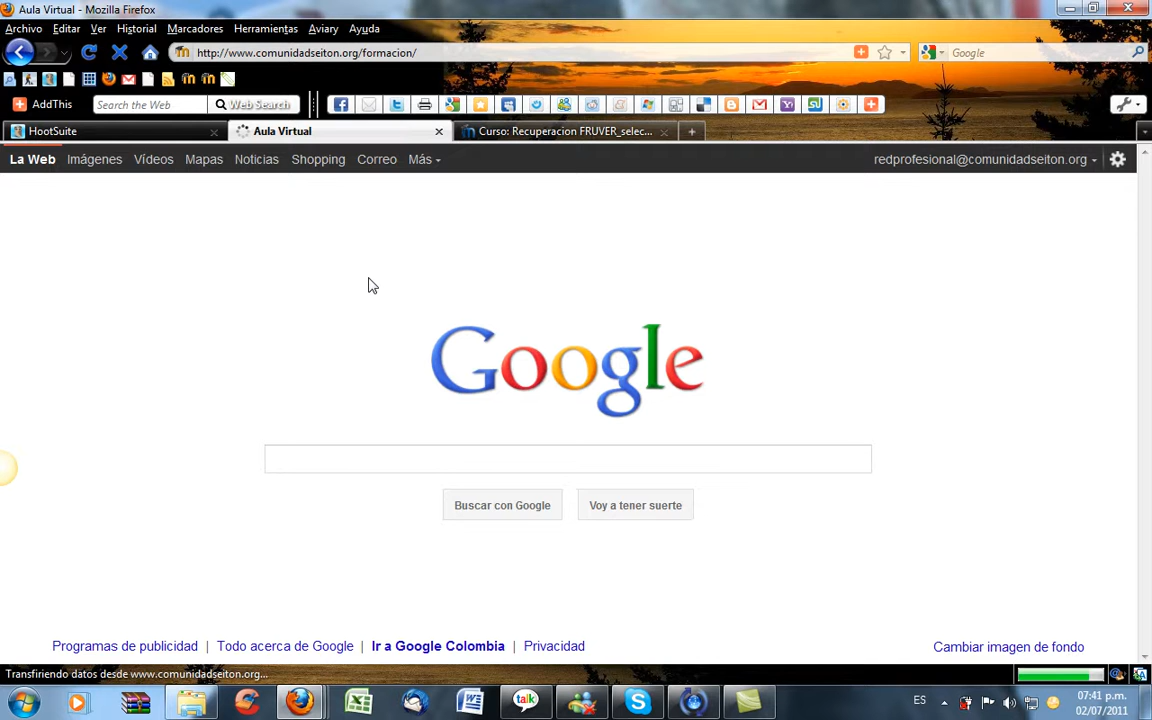 Aula Virtual - Mozilla Firefox
Archivo Editar Ver Historial Marcadores Herramientas Aviary Ayuda
http://www.comunidadseiton.org/formacion/ Google
AddThis Search the Web Web Search
HootSuite Aula Virtual Curso: Recuperacion FRUVER_selec...
La Web Imágenes Vídeos Mapas Noticias Shopping Correo Más redprofesional@comunidadseiton.org
Google
Buscar con Google Voy a tener suerte
Programas de publicidad | Todo acerca de Google | Ir a Google Colombia | Privacidad Cambiar imagen de fondo
Transfiriendo datos desde www.comunidadseiton.org...
talk ES 07:41 p.m.
02/07/2011